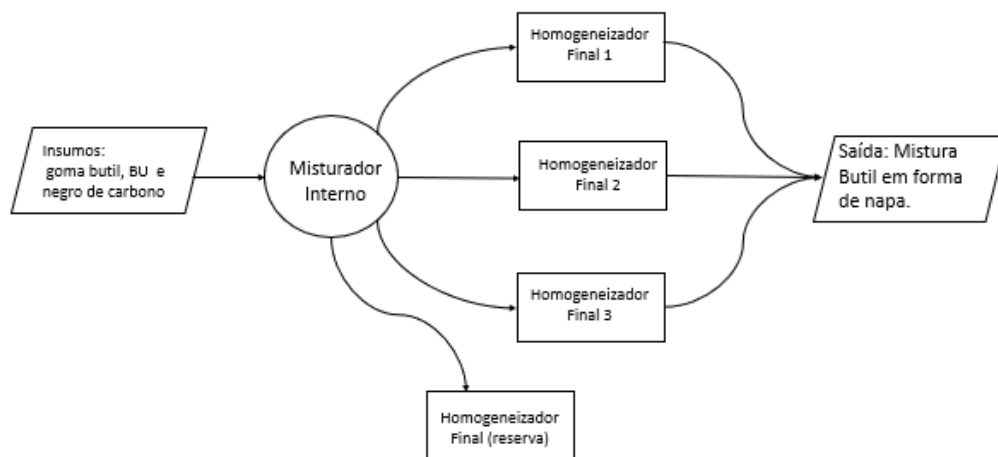 Homogeneizador
Final 1
Insumos:
goma butil, BU e
negro de carbono
Misturador
Interno
Homogeneizador
Final 2
Saída: Mistura
Butil em forma
de napa.
Homogeneizador
Final 3
Homogeneizador
Final (reserva)